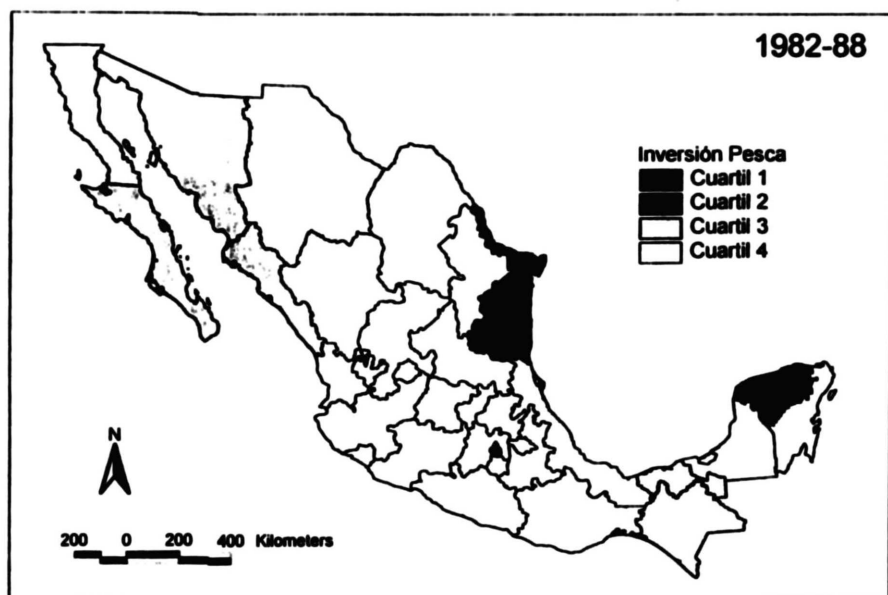 1982-88
Inversión Pesca
Cuartil 1
Cuartil 2
Cuartil 3
Cuartil 4
N
200 0 200 400 Kilometers